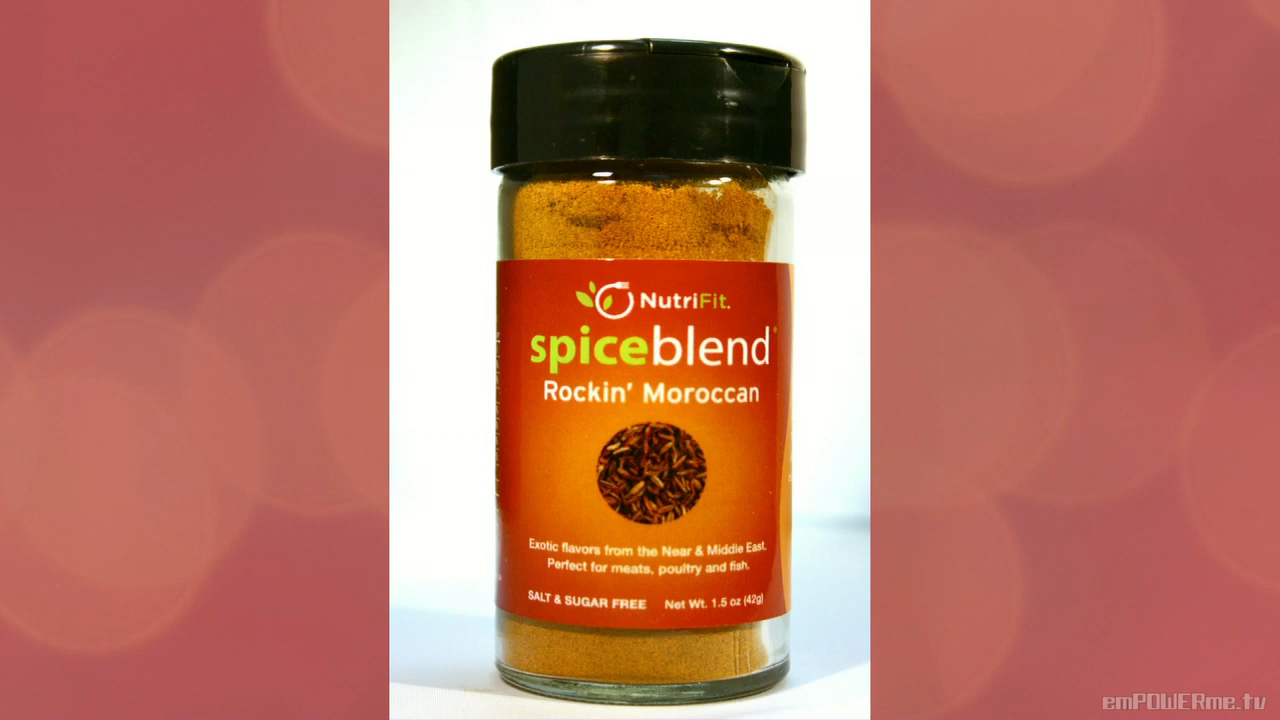 NutriFit.
spiceblend®
Rockin' Moroccan
Exotic flavors from the Near & Middle East.
Perfect for meats, poultry and fish.
SALT & SUGAR FREE Net Wt. 1.5 oz (42g)
emPOWERme.tv